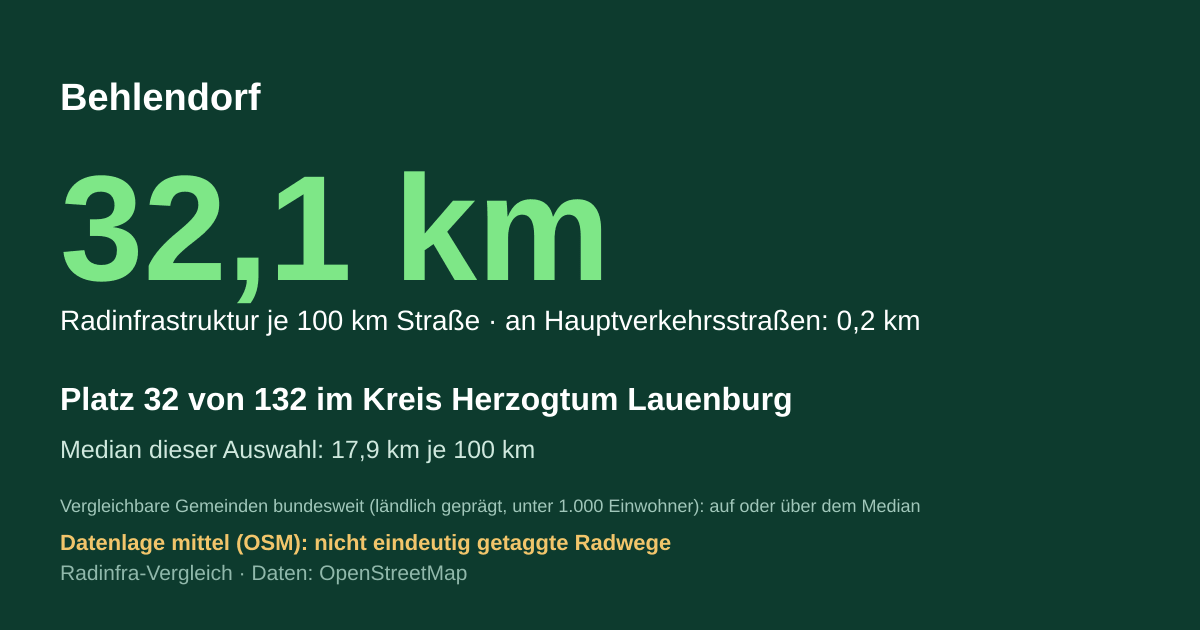 Behlendorf
32,1 km
Radinfrastruktur je 100 km Straße · an Hauptverkehrsstraßen: 0,2 km
Platz 32 von 132 im Kreis Herzogtum Lauenburg
Median dieser Auswahl: 17,9 km je 100 km
Vergleichbare Gemeinden bundesweit (ländlich geprägt, unter 1.000 Einwohner): auf oder über dem Median
Datenlage mittel (OSM): nicht eindeutig getaggte Radwege
Radinfra-Vergleich · Daten: OpenStreetMap